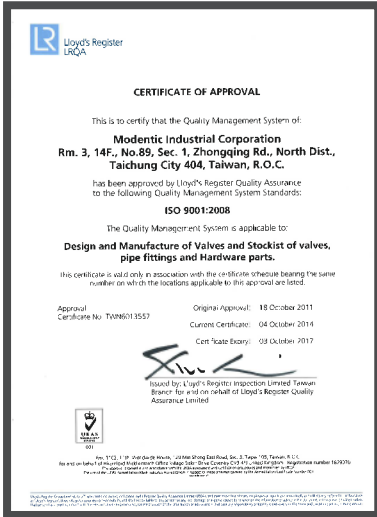 LR
Lloyd's Register
LRQA
CERTIFICATE OF APPROVAL
This is to certify that the Quality Management System of:
Modentic Industrial Corporation
Rm. 3, 14F., No.89, Sec. 1, Zhongqing Rd., North Dist.,
Taichung City 404, Taiwan, R.O.C.
has been approved by Lloyd's Register Quality Assurance
to the following Quality Management System Standards:
ISO 9001:2008
The Quality Management System is applicable to:
Design and Manufacture of Valves and Stockist of valves,
pipe fittings and Hardware parts.
This certificate is valid only in association with the certificate schedule bearing the same
number on which the locations applicable to this approval are listed.
Approval
Certificate No: TWN6013557
Original Approval: 18 October 2011
Current Certificate: 04 October 2014
Certificate Expiry: 03 October 2017
Issued by: Lloyd's Register Inspection Limited Taiwan
Branch for and on behalf of Lloyd's Register Quality
Assurance Limited
UKAS
001